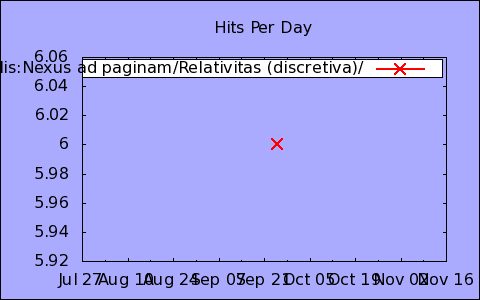 Hits Per Day
6.06
lis:Nexus ad paginam/Relativitas (discretiva)/
6.04
6.02
6
5.98
5.96
5.94
5.92
Jul 27 Aug 10 Aug 24 Sep 07 Sep 21 Oct 05 Oct 19 Nov 02 Nov 16